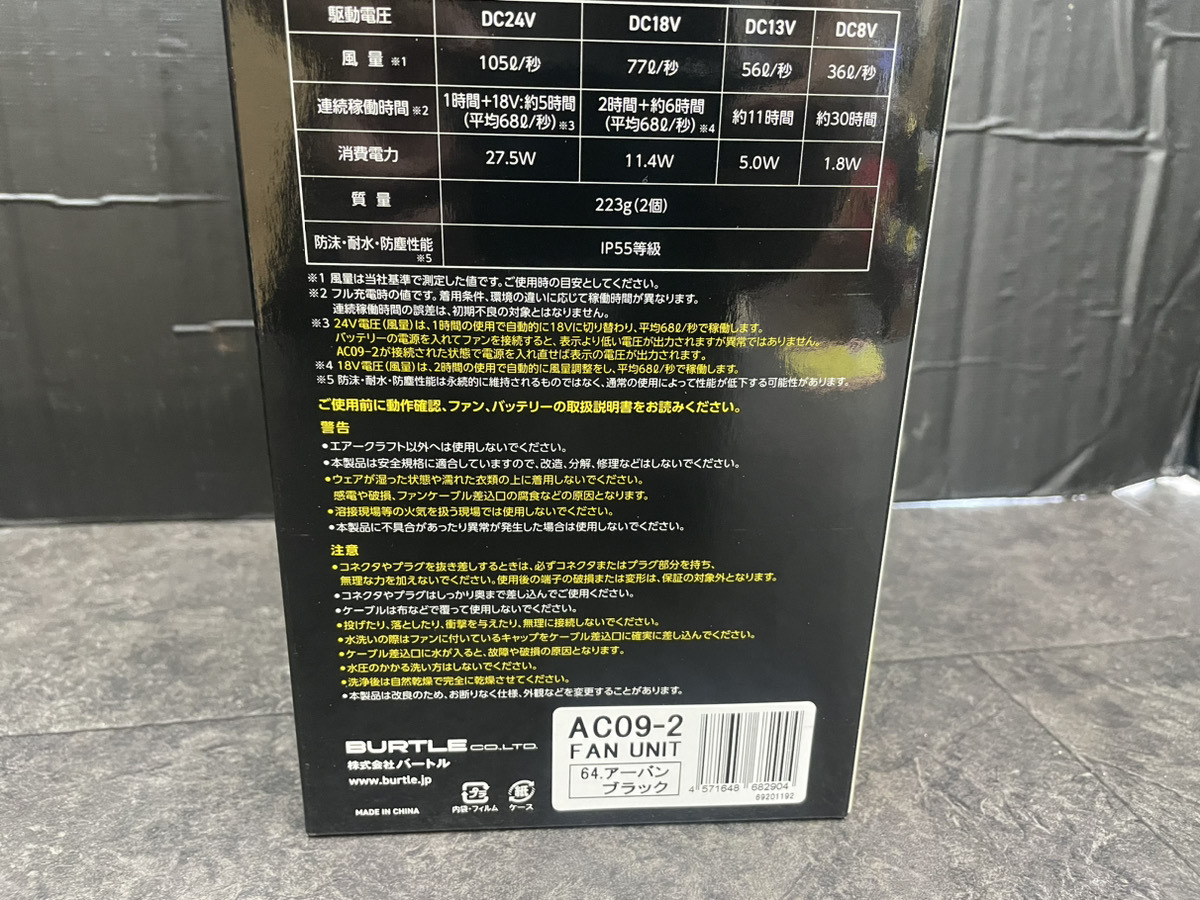 駆動電圧 DC24V DC18V DC13V DC8V
風量 ※1 105ℓ/秒 77ℓ/秒 56ℓ/秒 36ℓ/秒
連続稼働時間 ※2 1時間+18V:約5時間 (平均68ℓ/秒) ※3 2時間+約6時間 (平均68ℓ/秒) ※4 約11時間 約30時間
消費電力 27.5W 11.4W 5.0W 1.8W
質量 223g(2個)
防沫・耐水・防塵性能 ※5 IP55等級
※1 風量は当社基準で測定した値です。ご使用時の目安としてください。
※2 フル充電時の値です。着用条件、環境の違いに応じて稼働時間が異なります。
連続稼働時間の誤差は、初期不良の対象とはなりません。
※3 24V電圧(風量)は、1時間の使用で自動的に18Vに切り替わり、平均68ℓ/秒で稼働します。
バッテリーの電源を入れてファンを接続すると、表示より低い電圧が出力されますが異常ではありません。
AC09-2が接続された状態で電源を入れ直せば表示の電圧が出力されます。
※4 18V電圧(風量)は、2時間の使用で自動的に風量調整をし、平均68ℓ/秒で稼働します。
※5 防沫・耐水・防塵性能は永続的に維持されるものではなく、通常の使用によって性能が低下する可能性があります。
ご使用前に動作確認、ファン、バッテリーの取扱説明書をお読みください。
警告
•エアークラフト以外へは使用しないでください。
•本製品は安全規格に適合していますので、改造、分解、修理などはしないでください。
•ウェアが湿った状態や濡れた衣類の上に着用しないでください。
感電や破損、ファンケーブル差込口の腐食などの原因となります。
•溶接現場等の火気を扱う現場では使用しないでください。
•本製品に不具合があったり異常が発生した場合は使用しないでください。
注意
•コネクタやプラグを抜き差しするときは、必ずコネクタまたはプラグ部分を持ち、
無理な力を加えないでください。使用後の端子の破損または変形は、保証の対象外となります。
•コネクタやプラグはしっかり奥まで差し込んでご使用ください。
•ケーブルは布などで覆って使用しないでください。
•投げたり、落としたり、衝撃を与えたり、無理に接続しないでください。
•水洗いの際はファンに付いているキャップをケーブル差込口に確実に差し込んでください。
•ケーブル差込口に水が入ると、故障や破損の原因となります。
•水圧のかかる洗い方はしないでください。
•洗浄後は自然乾燥で完全に乾燥させてください。
•本製品は改良のため、お断りなく仕様、外観などを変更することがあります。
BURTLE CO.LTD.
株式会社バートル
www.burtle.jp
MADE IN CHINA
プラ
内袋・フィルム
紙
ケース
AC09-2
FAN UNIT
64.アーバン
ブラック
4 571648 682904
69201192